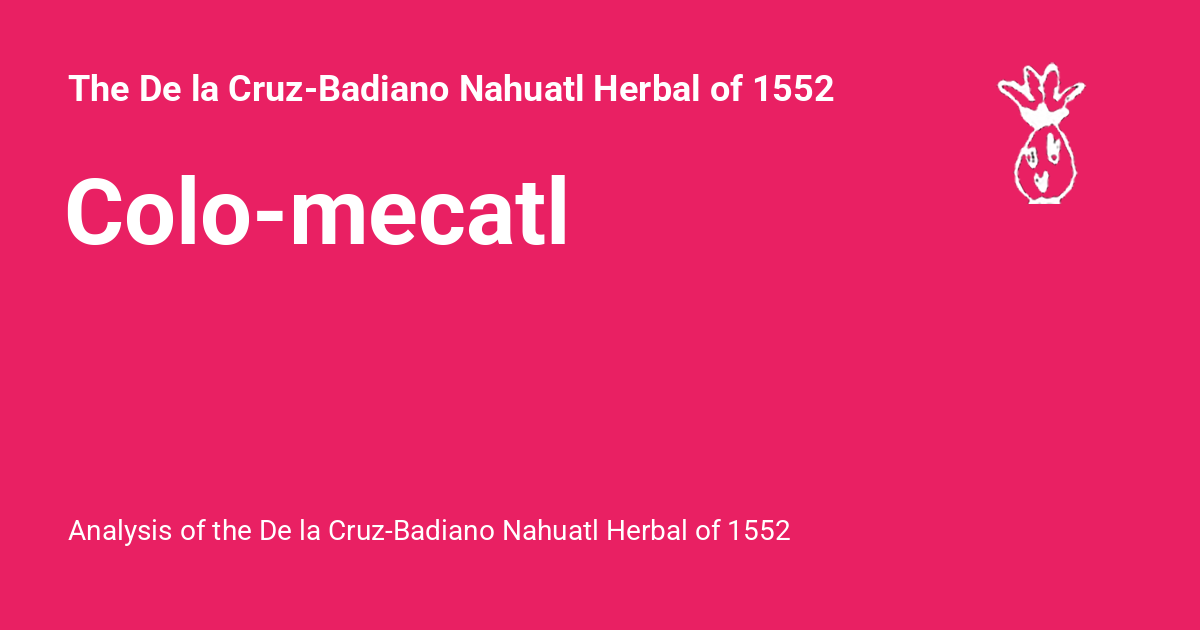 The De la Cruz-Badiano Nahuatl Herbal of 1552
Colo-mecatl
Analysis of the De la Cruz-Badiano Nahuatl Herbal of 1552